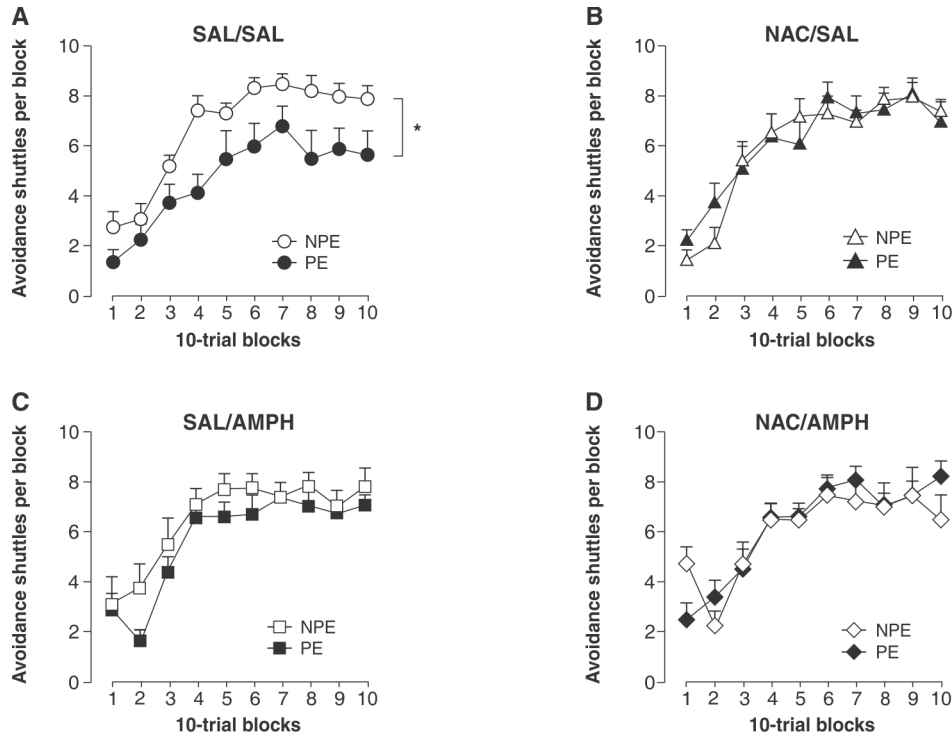 A
SAL/SAL
Avoidance shuttles per block
10
8
6
4
2
0
*
NPE
PE
1 2 3 4 5 6 7 8 9 10
10-trial blocks
B
NAC/SAL
Avoidance shuttles per block
10
8
6
4
2
0
NPE
PE
1 2 3 4 5 6 7 8 9 10
10-trial blocks
C
SAL/AMPH
Avoidance shuttles per block
10
8
6
4
2
0
NPE
PE
1 2 3 4 5 6 7 8 9 10
10-trial blocks
D
NAC/AMPH
Avoidance shuttles per block
10
8
6
4
2
0
NPE
PE
1 2 3 4 5 6 7 8 9 10
10-trial blocks